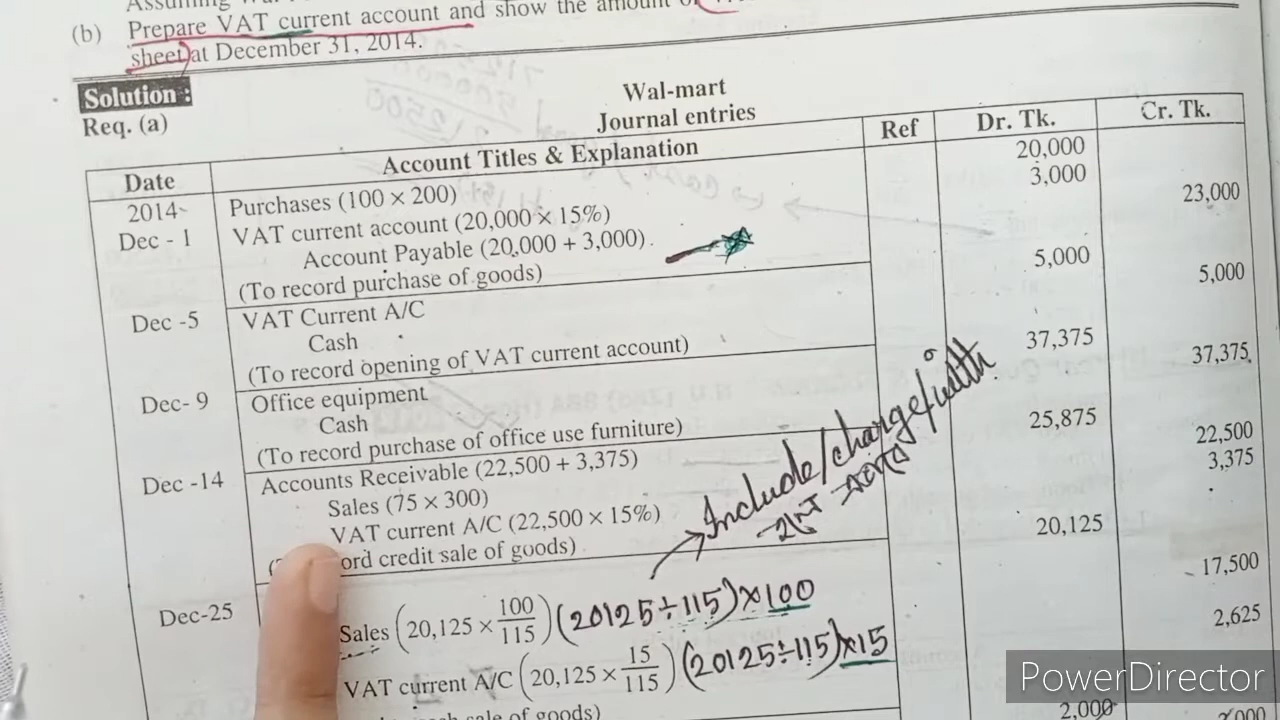 Prepare VAT current account and show the amount
(b)
sheet at December 31, 2014.
Solution :
Req. (a)
Wal-mart
Journal entries
Date Account Titles & Explanation Ref Dr. Tk. Cr. Tk.
2014 Purchases (100 × 200) 20,000
Dec - 1 VAT current account (20,000 × 15%) 3,000
Account Payable (20,000 + 3,000). 23,000
(To record purchase of goods)
Dec -5 VAT Current A/C 5,000
Cash 5,000
(To record opening of VAT current account)
Dec- 9 Office equipment 37,375
Cash 37,375
(To record purchase of office use furniture)
Dec -14 Accounts Receivable (22,500 + 3,375) 25,875
Sales (75 × 300) 22,500
VAT current A/C (22,500 × 15%) 3,375
ord credit sale of goods)
Include/charge/with
Dec-25 20,125
Sales (20,125 × 100/115) (20125÷115)×100 17,500
VAT current A/C (20,125 × 15/115) (20125÷115)×15 2,625
sale of goods)
2,000
PowerDirector